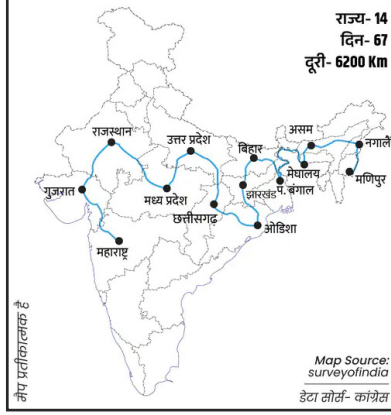 राज्य- 14
दिन- 67
दूरी- 6200 Km
राजस्थान
उत्तर प्रदेश
बिहार
असम
नगालैं
गुजरात
मध्य प्रदेश
झारखंड
मेघालय
प. बंगाल
मणिपुर
छत्तीसगढ़
ओडिशा
महाराष्ट्र
मैप प्रतीकात्मक है
Map Source:
surveyofindia
डेटा सोर्स- कांग्रेस